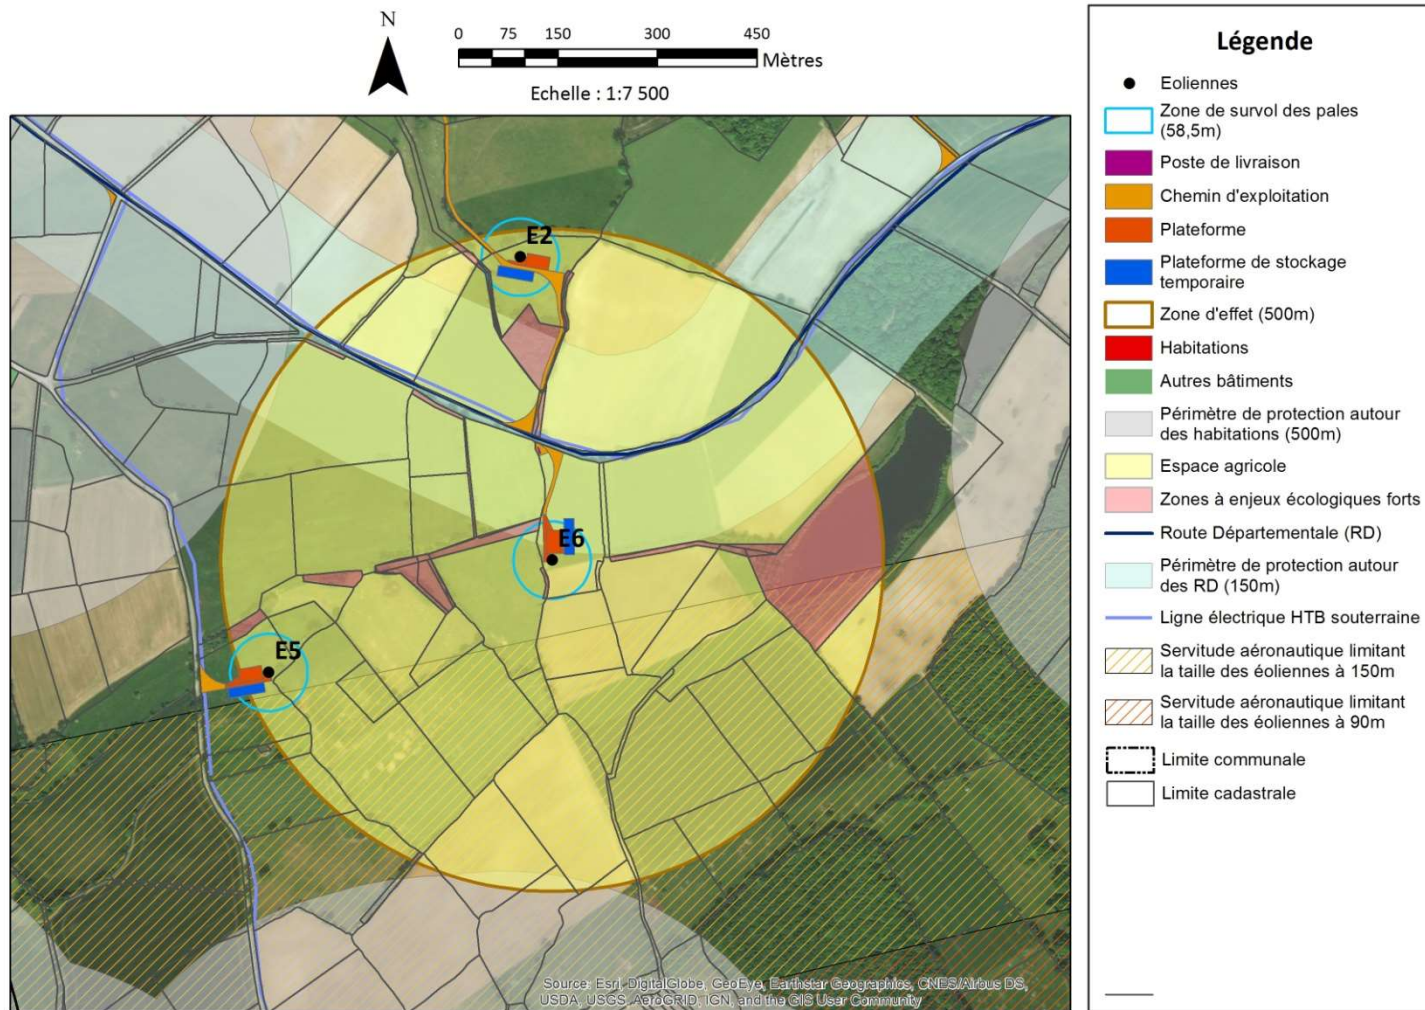 N
0 75 150 300 450
Mètres
Echelle : 1:7 500
E2
E6
E5
Source: Esri, DigitalGlobe, GeoEye, Earthstar Geographics, CNES/Airbus DS,
USDA, USGS, AeroGRID, IGN, and the GIS User Community
Légende
Eoliennes
Zone de survol des pales
(58,5m)
Poste de livraison
Chemin d'exploitation
Plateforme
Plateforme de stockage
temporaire
Zone d'effet (500m)
Habitations
Autres bâtiments
Périmètre de protection autour
des habitations (500m)
Espace agricole
Zones à enjeux écologiques forts
Route Départementale (RD)
Périmètre de protection autour
des RD (150m)
Ligne électrique HTB souterraine
Servitude aéronautique limitant
la taille des éoliennes à 150m
Servitude aéronautique limitant
la taille des éoliennes à 90m
Limite communale
Limite cadastrale